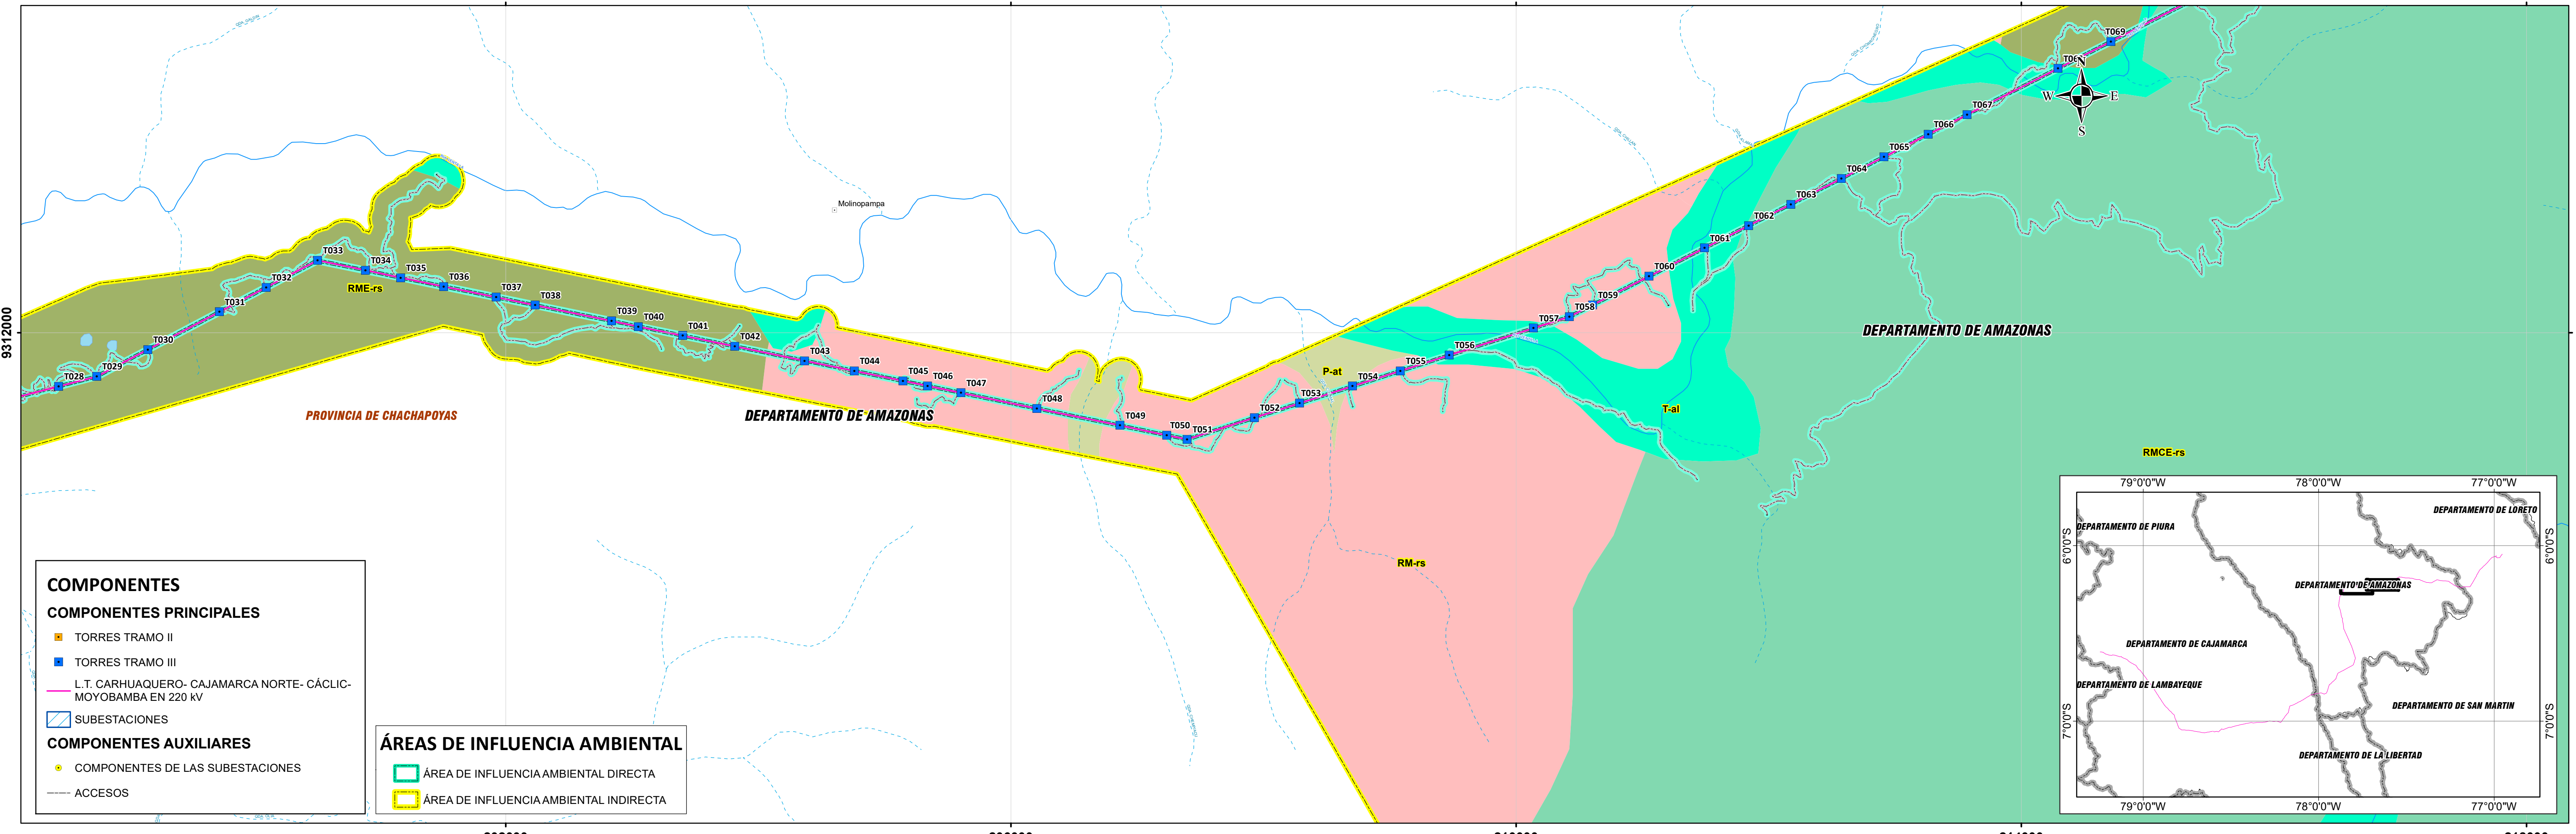 T069
T068
N
W
E
S
T067
T066
T065
T064
T063
T062
T061
T060
T059
T058
T057
T056
T055
T054
T053
T052
T051
T050
T049
T048
T047
T046
T045
T044
T043
T042
T041
T040
T039
T038
T037
T036
T035
T034
T033
T032
T031
T030
T029
T028
Molinopampa
RME-rs
P-at
T-al
RM-rs
RMCE-rs
9312000
PROVINCIA DE CHACHAPOYAS
DEPARTAMENTO DE AMAZONAS
DEPARTAMENTO DE AMAZONAS
COMPONENTES
COMPONENTES PRINCIPALES
TORRES TRAMO II
TORRES TRAMO III
L.T. CARHUAQUERO- CAJAMARCA NORTE- CÁCLIC-
MOYOBAMBA EN 220 kV
SUBESTACIONES
COMPONENTES AUXILIARES
COMPONENTES DE LAS SUBESTACIONES
ACCESOS
ÁREAS DE INFLUENCIA AMBIENTAL
ÁREA DE INFLUENCIA AMBIENTAL DIRECTA
ÁREA DE INFLUENCIA AMBIENTAL INDIRECTA
79°0'0"W
78°0'0"W
77°0'0"W
DEPARTAMENTO DE LORETO
DEPARTAMENTO DE PIURA
6°0'0"S
6°0'0"S
DEPARTAMENTO DE AMAZONAS
DEPARTAMENTO DE CAJAMARCA
DEPARTAMENTO DE LAMBAYEQUE
DEPARTAMENTO DE SAN MARTIN
7°0'0"S
7°0'0"S
DEPARTAMENTO DE LA LIBERTAD
79°0'0"W
78°0'0"W
77°0'0"W